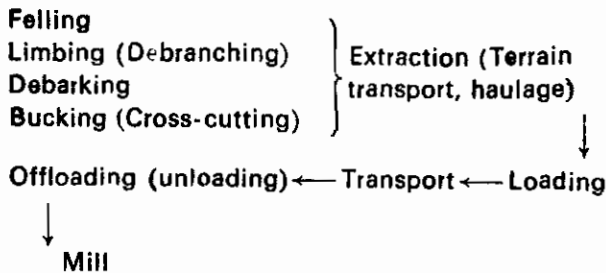 Felling
Limbing (Debranching)
Debarking
Bucking (Cross-cutting)
Extraction (Terrain
transport, haulage)
Offloading (unloading) ← Transport ← Loading
Mill